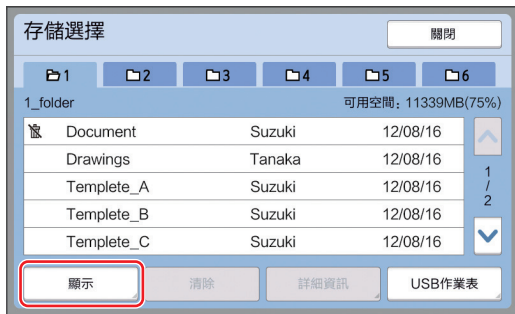 存儲選擇 關閉
1 2 3 4 5 6
1_folder 可用空間: 11339MB(75%)
Document Suzuki 12/08/16
Drawings Tanaka 12/08/16
Templete_A Suzuki 12/08/16
Templete_B Suzuki 12/08/16
Templete_C Suzuki 12/08/16
1 / 2
顯示 清除 詳細資訊 USB作業表